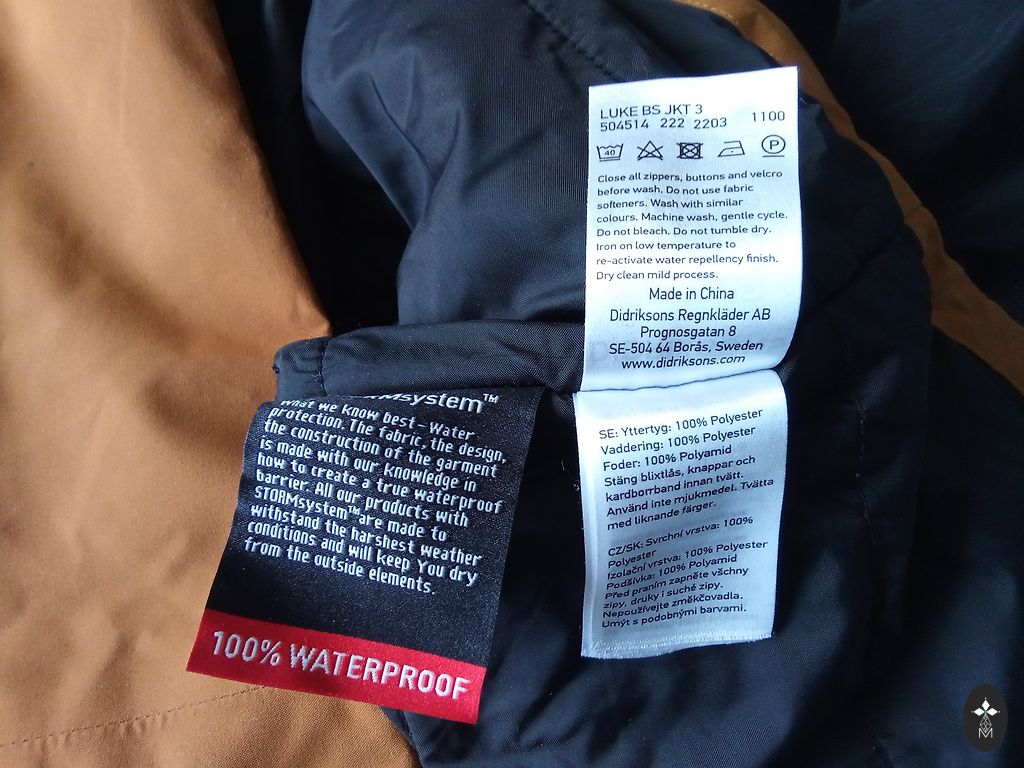 LUKE BS JKT 3
504514 222 2203 1100
40 P
Close all zippers, buttons and velcro
before wash. Do not use fabric
softeners. Wash with similar
colours. Machine wash, gentle cycle.
Do not bleach. Do not tumble dry.
Iron on low temperature to
re-activate water repellency finish.
Dry clean mild process.
Made in China
Didriksons Regnkläder AB
Prognosgatan 8
SE-504 64 Borås, Sweden
www.didriksons.com
Msystem™
What we know best - Water
protection. The fabric, the design,
the construction of the garment
is made with our knowledge in
how to create a true waterproof
barrier. All our products with
STORMsystem™ are made to
withstand the harshest weather
conditions and will keep You dry
from the outside elements.
100% WATERPROOF
SE: Yttertyg: 100% Polyester
Vaddering: 100% Polyester
Foder: 100% Polyamid
Stäng blixtlås, knappar och
kardborrband innan tvätt.
Använd inte mjukmedel. Tvätta
med liknande färger.
CZ/SK: Svrchní vrstva: 100%
Polyester
Izolační vrstva: 100% Polyester
Podšívka: 100% Polyamid
Před praním zapněte všchny
zipy, druky i suché zipy.
Nepoužívejte změkčovadla.
Umýt s podobnými barvami.
M